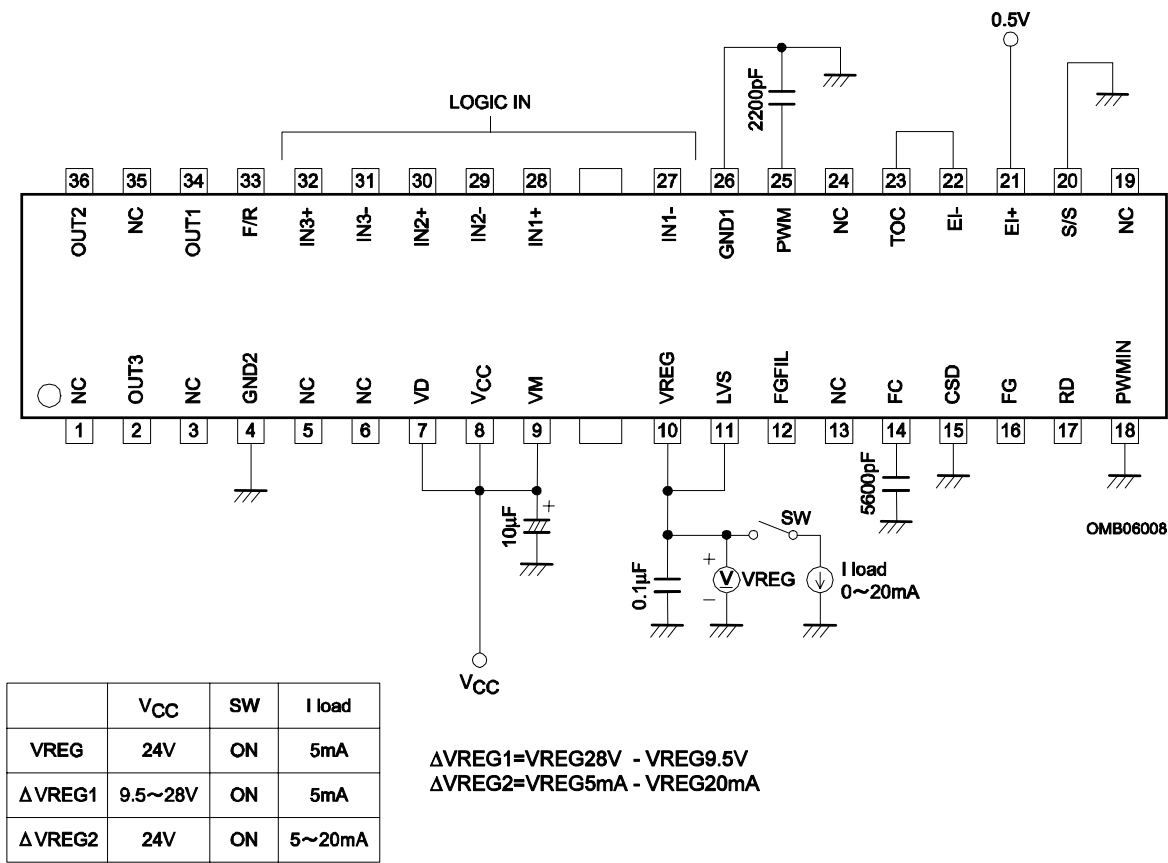 0.5V
LOGIC IN
2200pF
36 35 34 33 32 31 30 29 28 27 26 25 24 23 22 21 20 19
OUT2 NC OUT1 F/R IN3+ IN3- IN2+ IN2- IN1+ IN1- GND1 PWM NC TOC EI- EI+ S/S NC
NC OUT3 NC GND2 NC NC VD VCC VM VREG LVS FGFIL NC FC CSD FG RD PWMIN
1 2 3 4 5 6 7 8 9 10 11 12 13 14 15 16 17 18
10μF
+
5600pF
OMB06008
SW
0.1μF
+
V
VREG
–
I load
0～20mA
VCC
VCC SW I load
VREG 24V ON 5mA
ΔVREG1 9.5～28V ON 5mA
ΔVREG2 24V ON 5～20mA
ΔVREG1=VREG28V - VREG9.5V
ΔVREG2=VREG5mA - VREG20mA